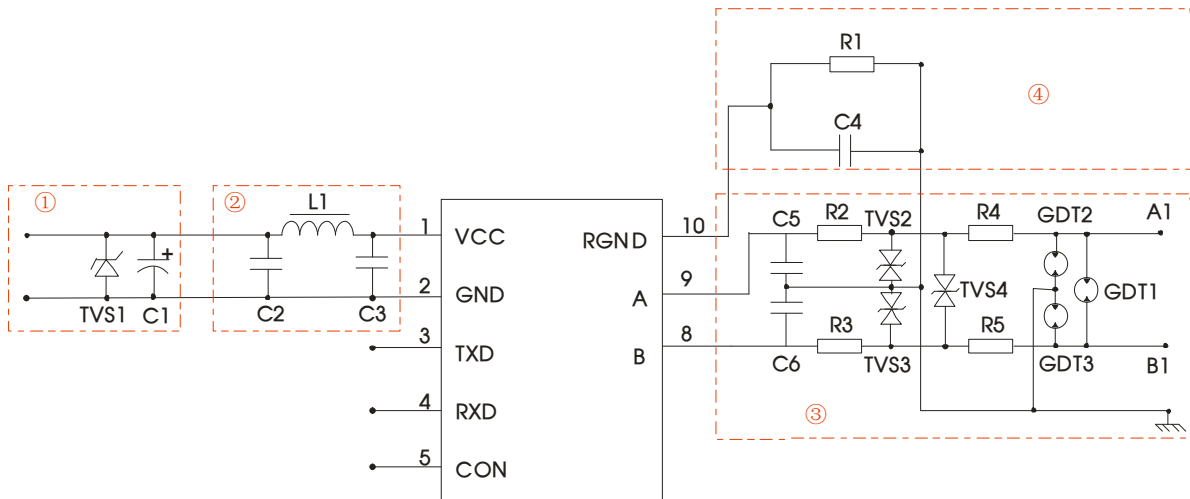 ④
R1
C4
①
TVS1
+
C1
②
L1
C2
C3
1
VCC
2
GND
3
TXD
4
RXD
5
CON
10
RGND
9
A
8
B
③
C5
R2
TVS2
R4
GDT2
A1
TVS4
GDT1
C6
R3
TVS3
R5
GDT3
B1